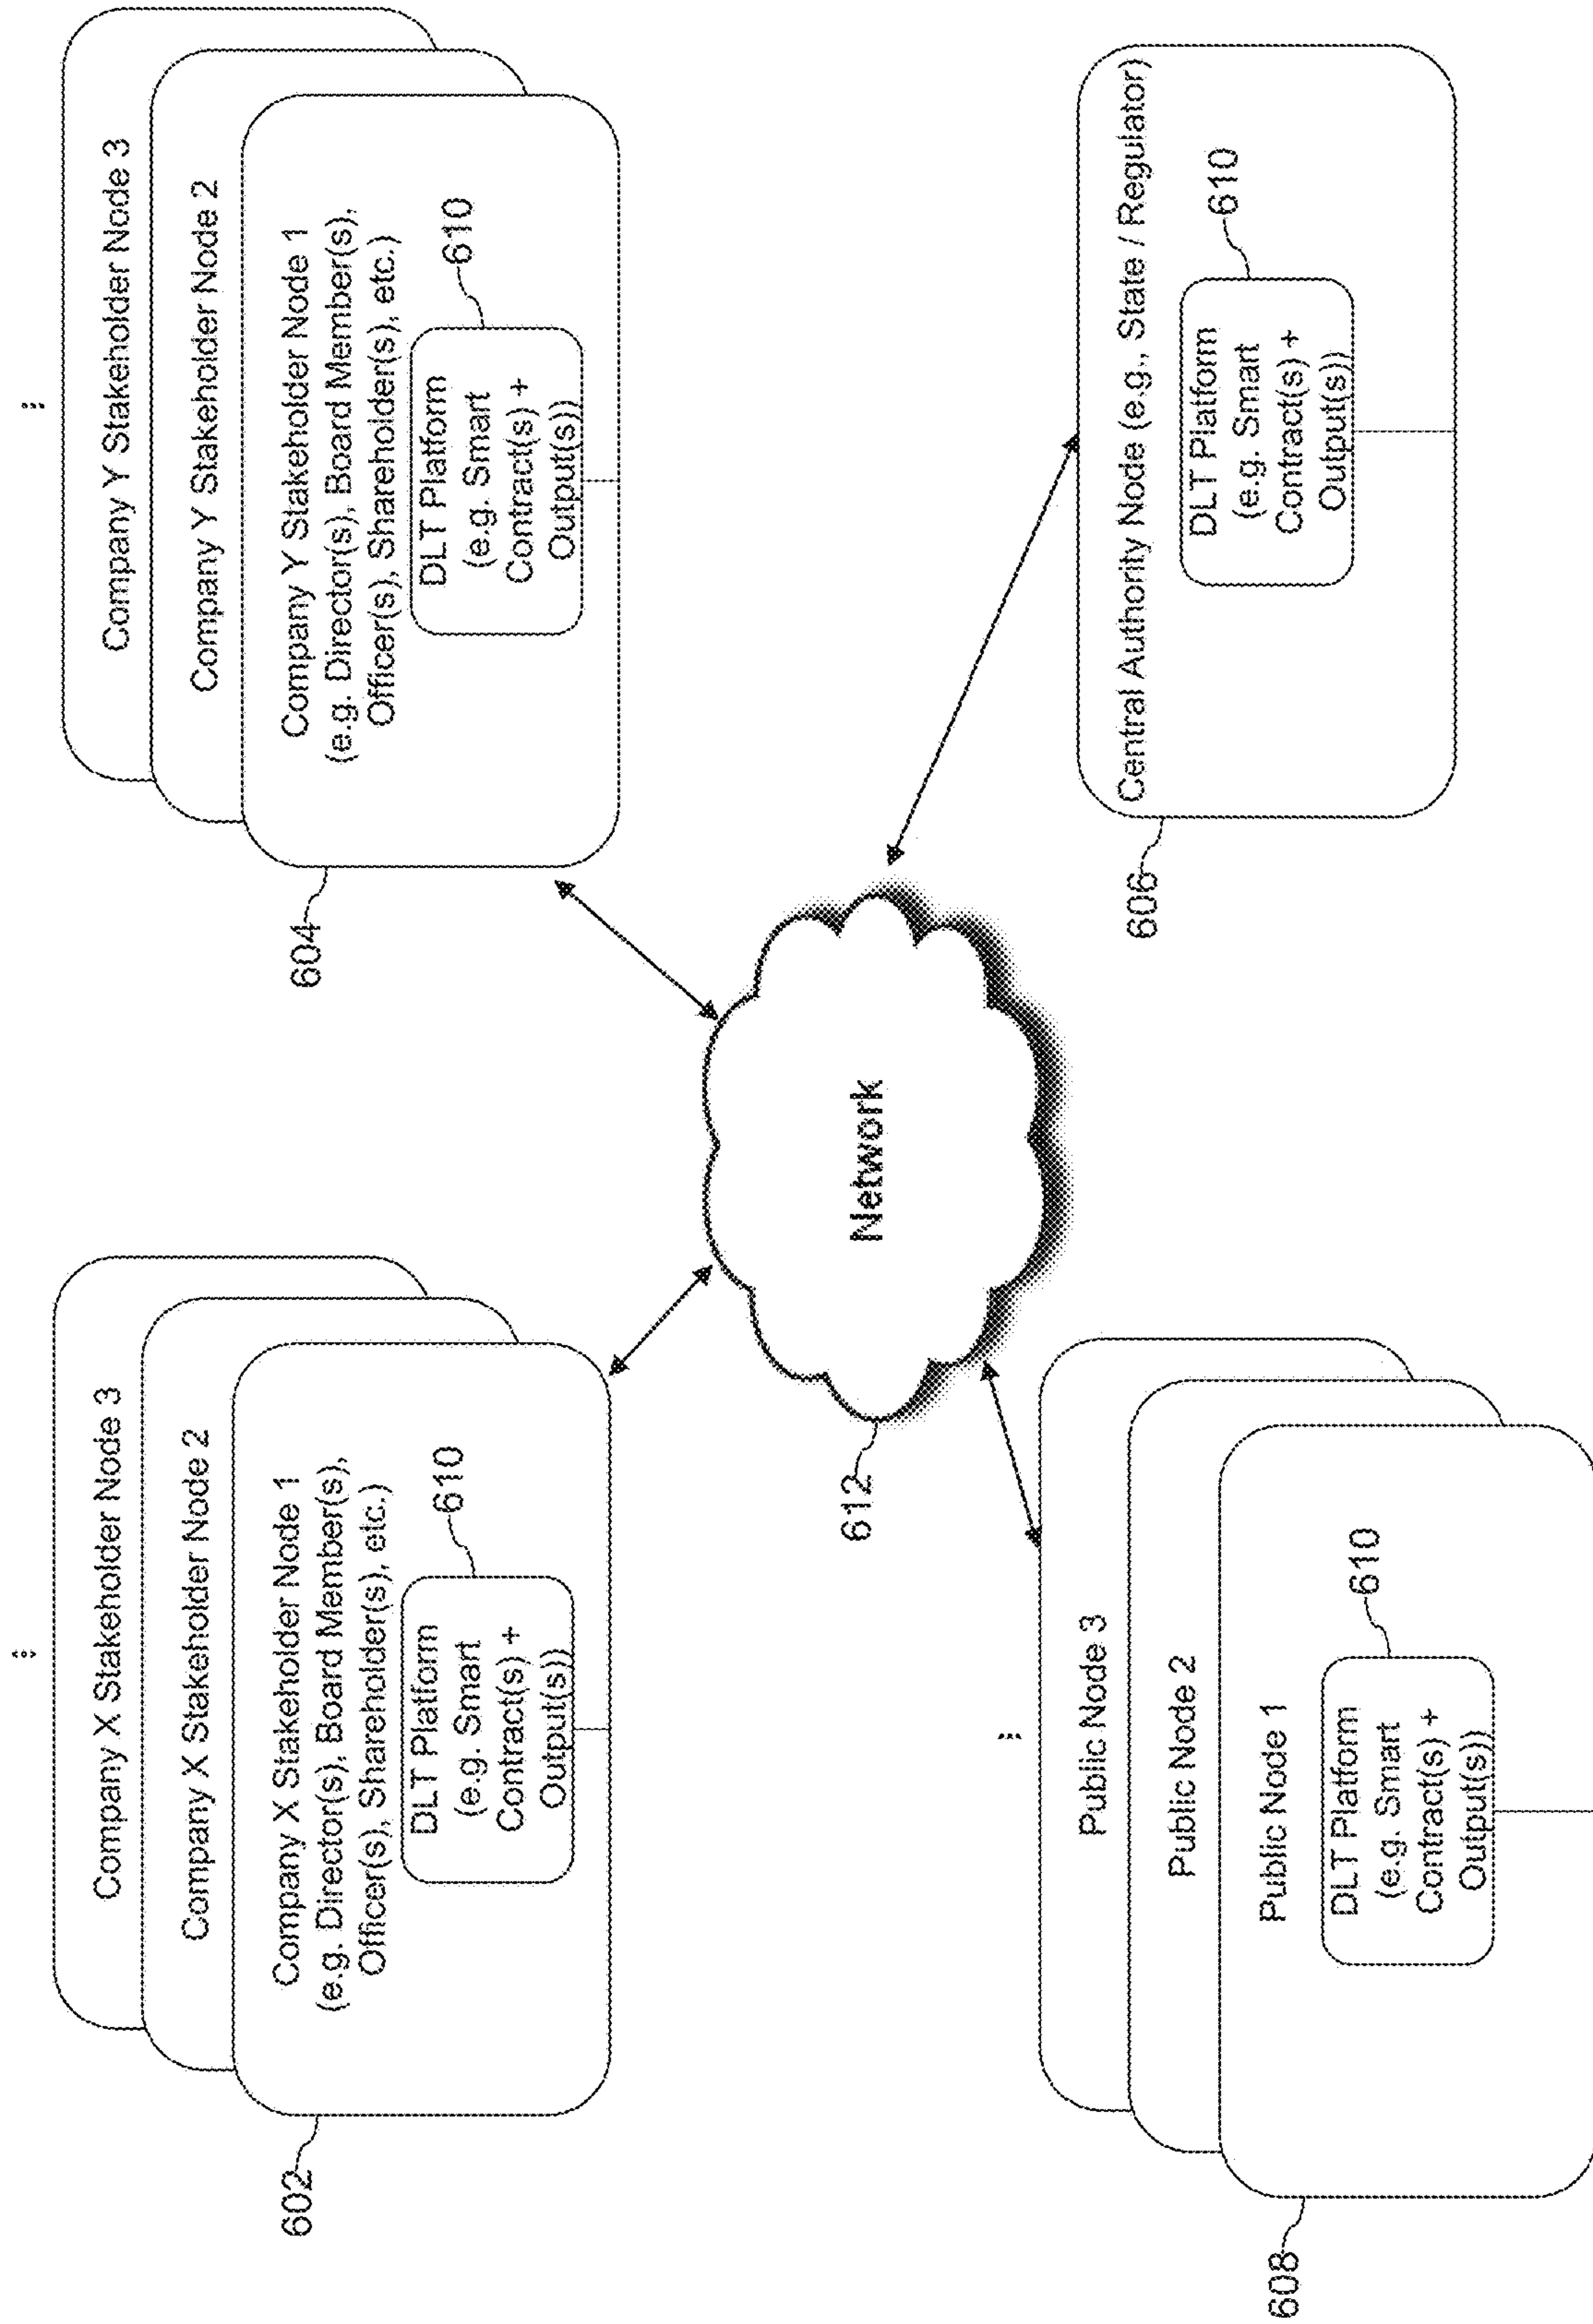 Company X Stakeholder Node 3
Company X Stakeholder Node 2
Company X Stakeholder Node 1
(e.g. Director(s), Board Member(s),
Officer(s), Shareholder(s), etc.)
DLT Platform
(e.g. Smart
Contract(s) +
Output(s))
610
602
Company Y Stakeholder Node 3
Company Y Stakeholder Node 2
Company Y Stakeholder Node 1
(e.g. Director(s), Board Member(s),
Officer(s), Shareholder(s), etc.)
DLT Platform
(e.g. Smart
Contract(s) +
Output(s))
610
604
Network
612
Public Node 3
Public Node 2
Public Node 1
DLT Platform
(e.g. Smart
Contract(s) +
Output(s))
610
608
Central Authority Node (e.g., State / Regulator)
DLT Platform
(e.g. Smart
Contract(s) +
Output(s))
610
606